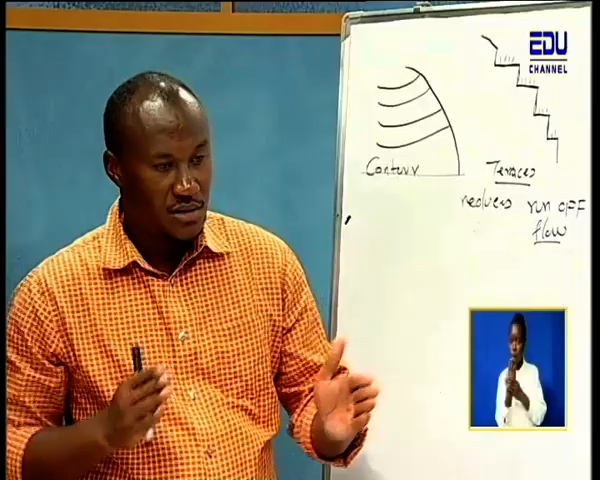 EDU
CHANNEL
Contour
Terraces
reduces run off
flow